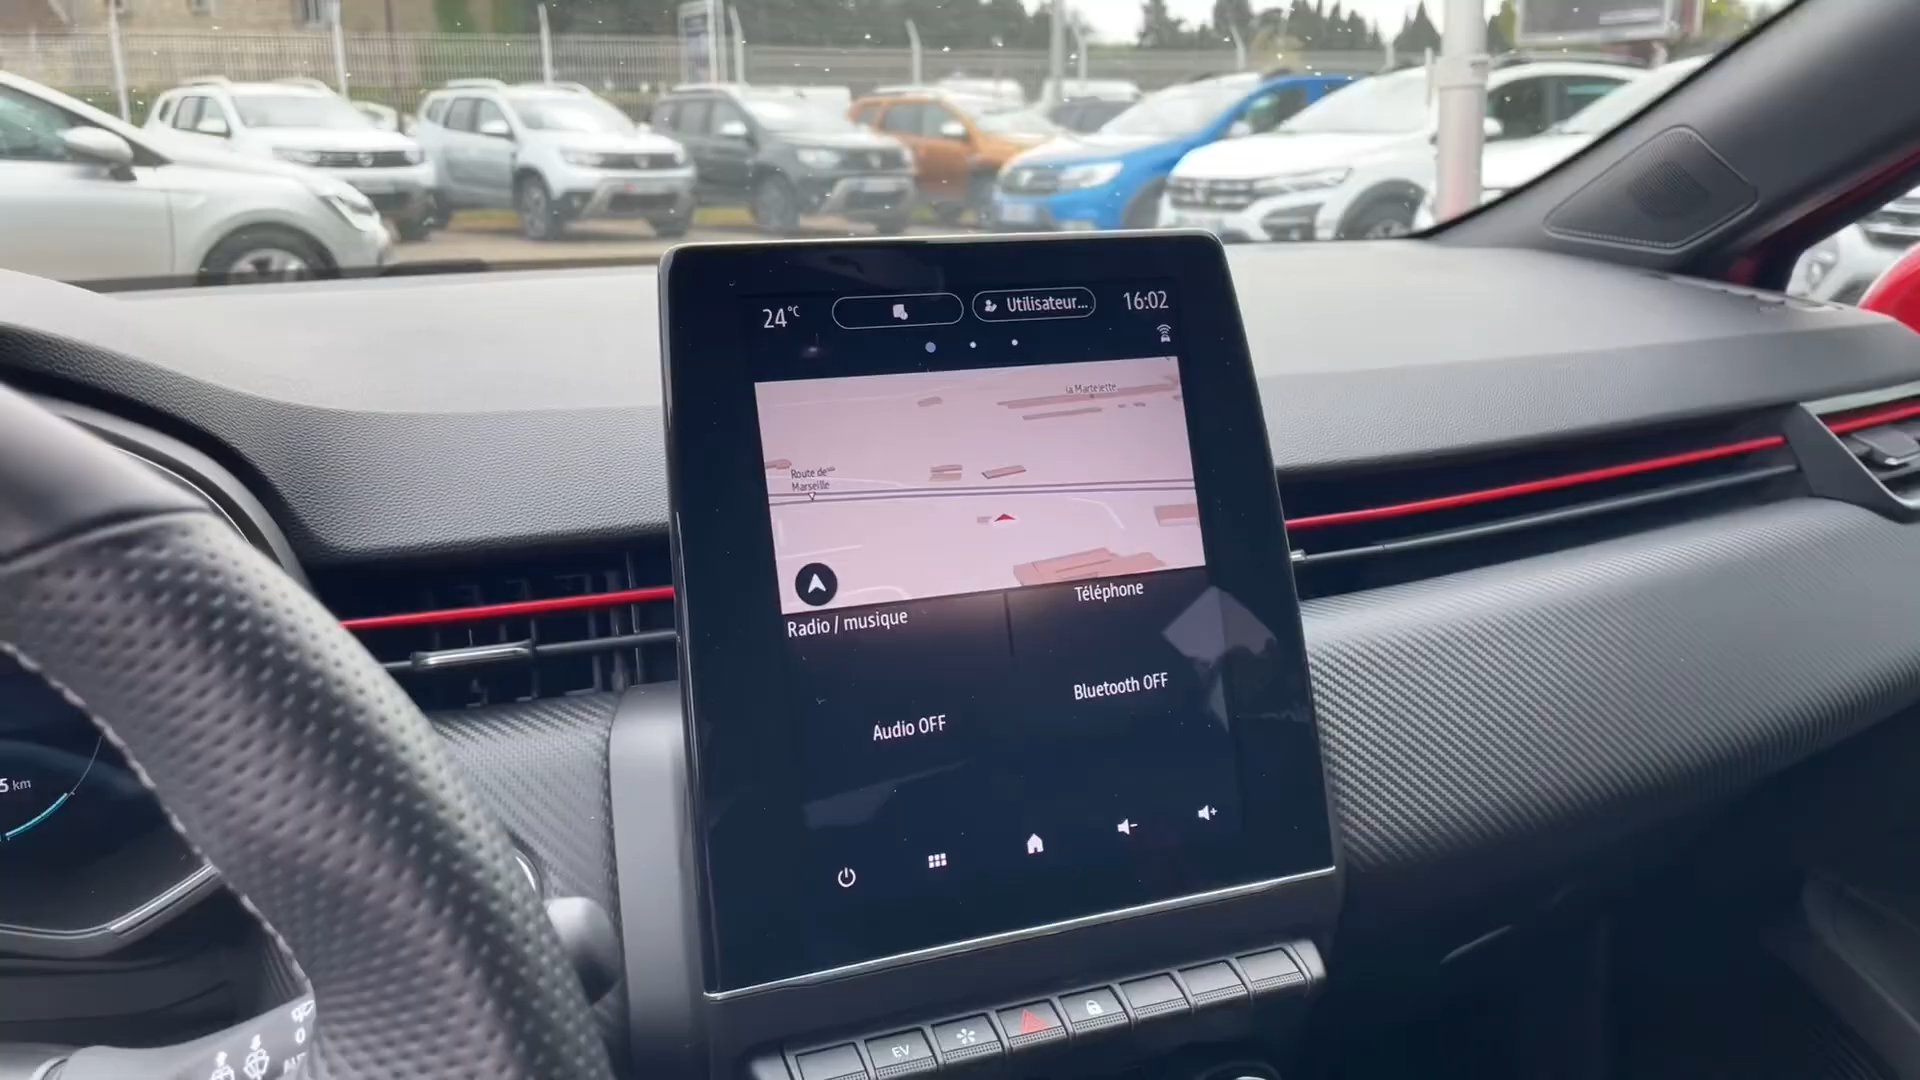 24°C
Utilisateur...
16:02
la Martelette
Route de
Marseille
Radio / musique
Téléphone
Bluetooth OFF
Audio OFF
5 km
EV
0